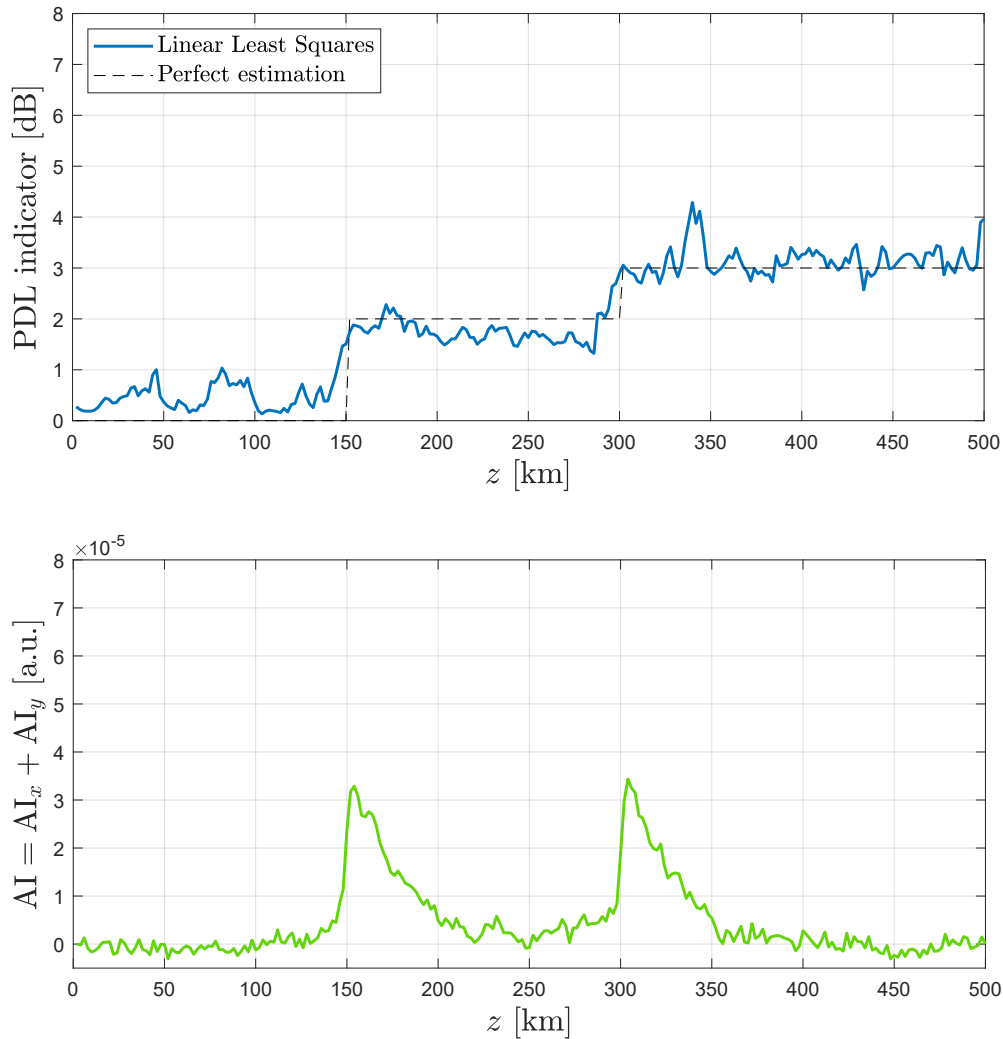 8
7
6
5
4
3
2
1
0
PDL indicator [dB]
Linear Least Squares
Perfect estimation
0 50 100 150 200 250 300 350 400 450 500
z [km]
×10-5
8
7
6
5
4
3
2
1
0
AI = AIx + AIy [a.u.]
0 50 100 150 200 250 300 350 400 450 500
z [km]